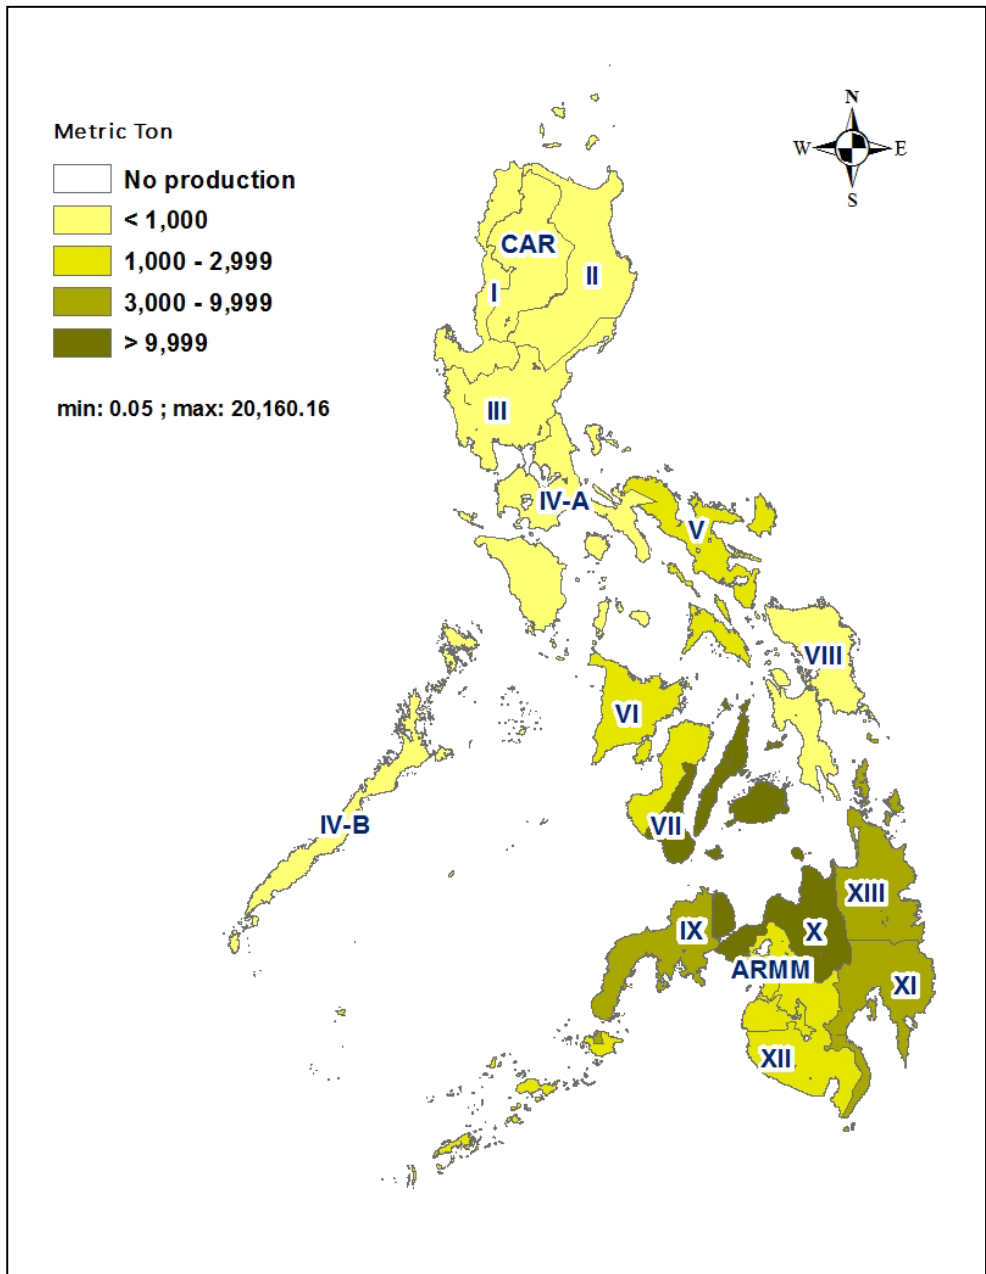 N
W
E
S
Metric Ton
No production
< 1,000
1,000 - 2,999
3,000 - 9,999
> 9,999
min: 0.05 ; max: 20,160.16
CAR
II
I
III
IV-A
V
VIII
VI
IV-B
VII
XIII
IX
X
ARMM
XI
XII